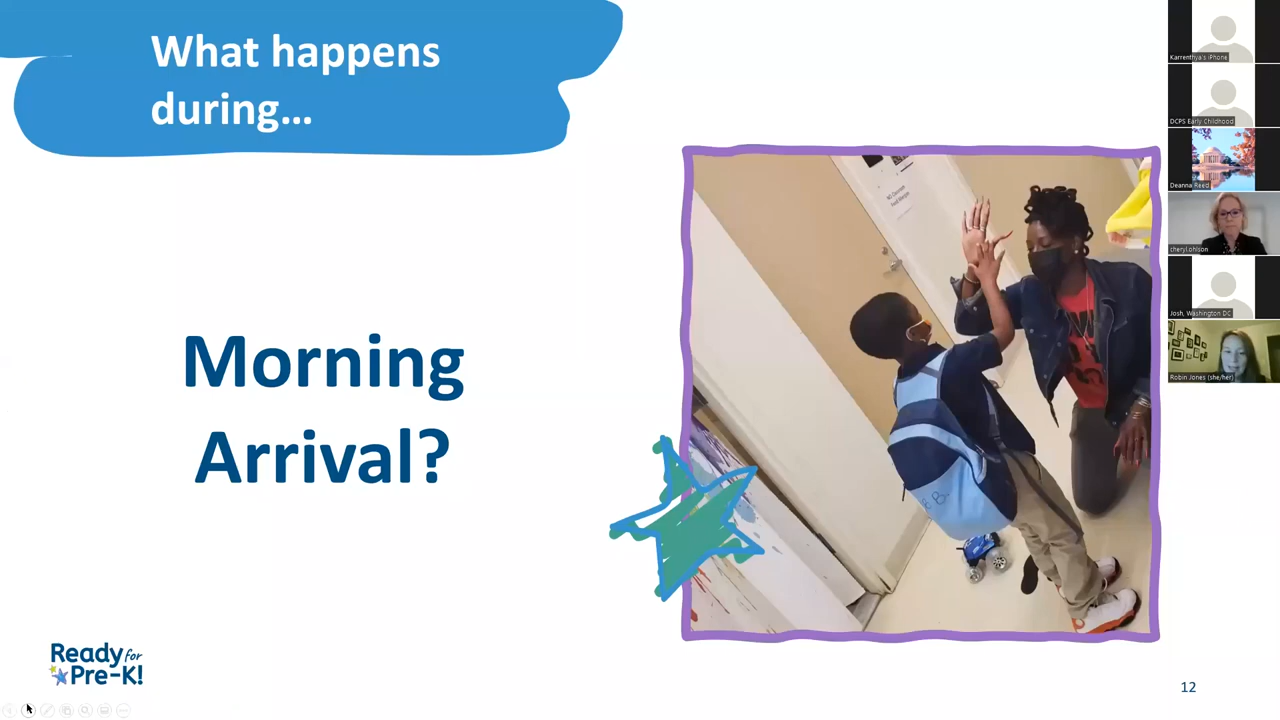 What happens
during...
Morning
Arrival?
Ready for
Pre-K!
12
Karrenthya's iPhone
DCPS Early Childhood
Deanna Reed
cheryl.ohlson
Josh, Washington DC
Robin Jones (she/her)